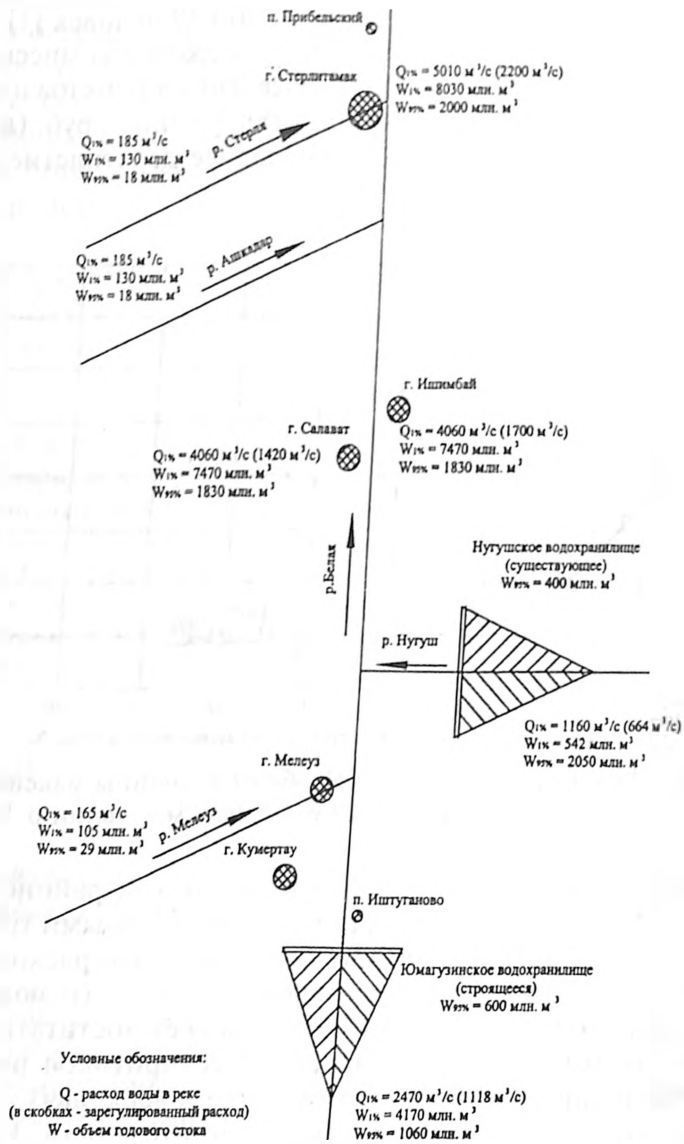 п. Прибельский
г. Стерлитамак
Q1% = 5010 м³/с (2200 м³/с)
W1% = 8030 млн. м³
W95% = 2000 млн. м³
Q1% = 185 м³/с
W1% = 130 млн. м³
W95% = 18 млн. м³
р. Стерля
Q1% = 185 м³/с
W1% = 130 млн. м³
W95% = 18 млн. м³
р. Ашкадар
г. Ишимбай
г. Салават
Q1% = 4060 м³/с (1700 м³/с)
W1% = 7470 млн. м³
W95% = 1830 млн. м³
Q1% = 4060 м³/с (1420 м³/с)
W1% = 7470 млн. м³
W95% = 1830 млн. м³
р.Белая
Нугушское водохранилище
(существующее)
W95% = 400 млн. м³
р. Нугуш
Q1% = 1160 м³/с (664 м³/с)
W1% = 542 млн. м³
W95% = 2050 млн. м³
г. Мелеуз
Q1% = 165 м³/с
W1% = 105 млн. м³
W95% = 29 млн. м³
р. Мелеуз
г. Кумертау
п. Иштуганово
Юмагузинское водохранилище
(строящееся)
W95% = 600 млн. м³
Условные обозначения:
Q - расход воды в реке
(в скобках - зарегулированный расход)
W - объем годового стока
Q1% = 2470 м³/с (1118 м³/с)
W1% = 4170 млн. м³
W95% = 1060 млн. м³